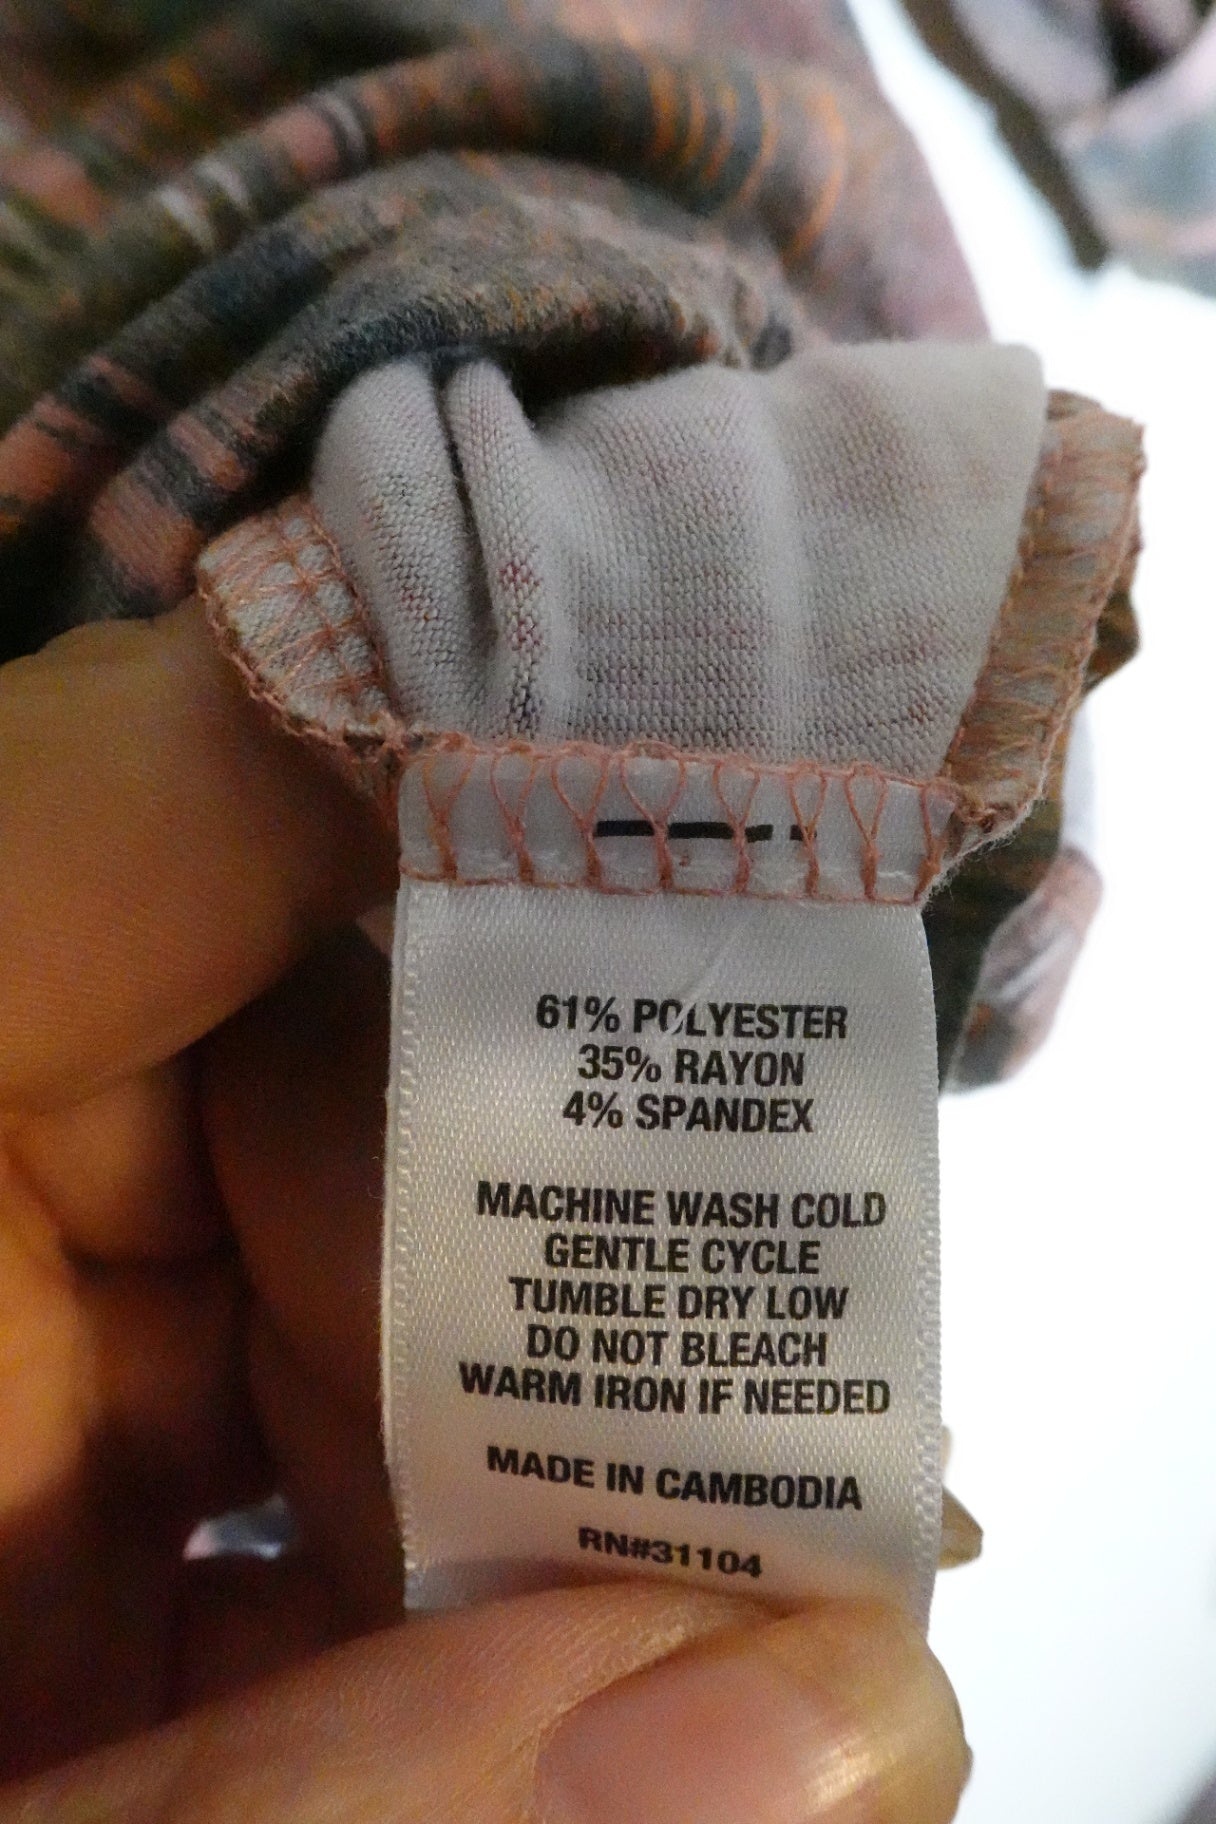 61% POLYESTER
35% RAYON
4% SPANDEX
MACHINE WASH COLD
GENTLE CYCLE
TUMBLE DRY LOW
DO NOT BLEACH
WARM IRON IF NEEDED
MADE IN CAMBODIA
RN#31104